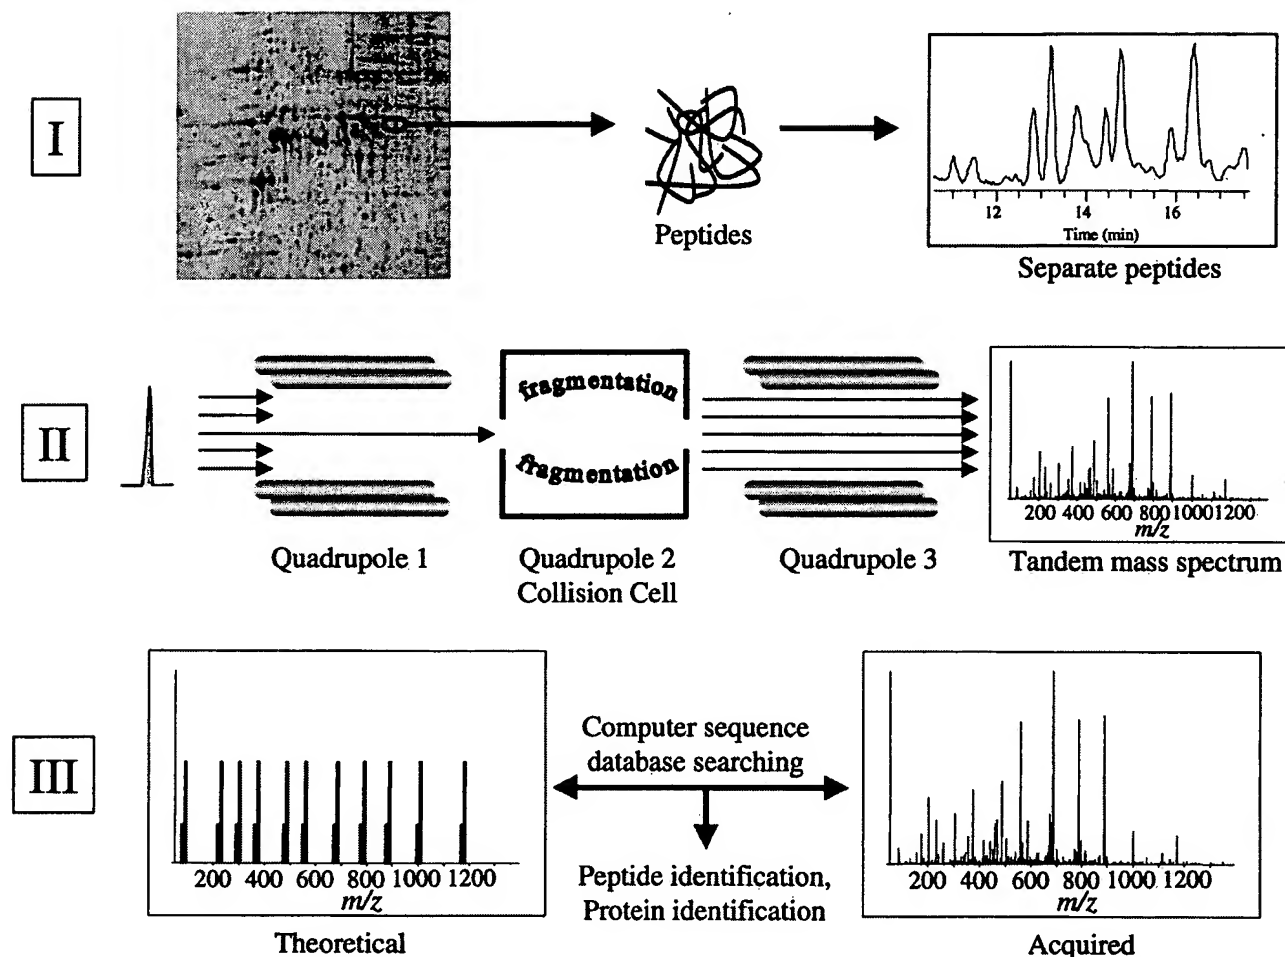 I
Peptides
12 14 16
Time (min)
Separate peptides
II
fragmentation
fragmentation
Quadrupole 1
Quadrupole 2
Collision Cell
Quadrupole 3
200 400 600 800 1000 1200
m/z
Tandem mass spectrum
III
200 400 600 800 1000 1200
m/z
Theoretical
Computer sequence
database searching
Peptide identification,
Protein identification
200 400 600 800 1000 1200
m/z
Acquired